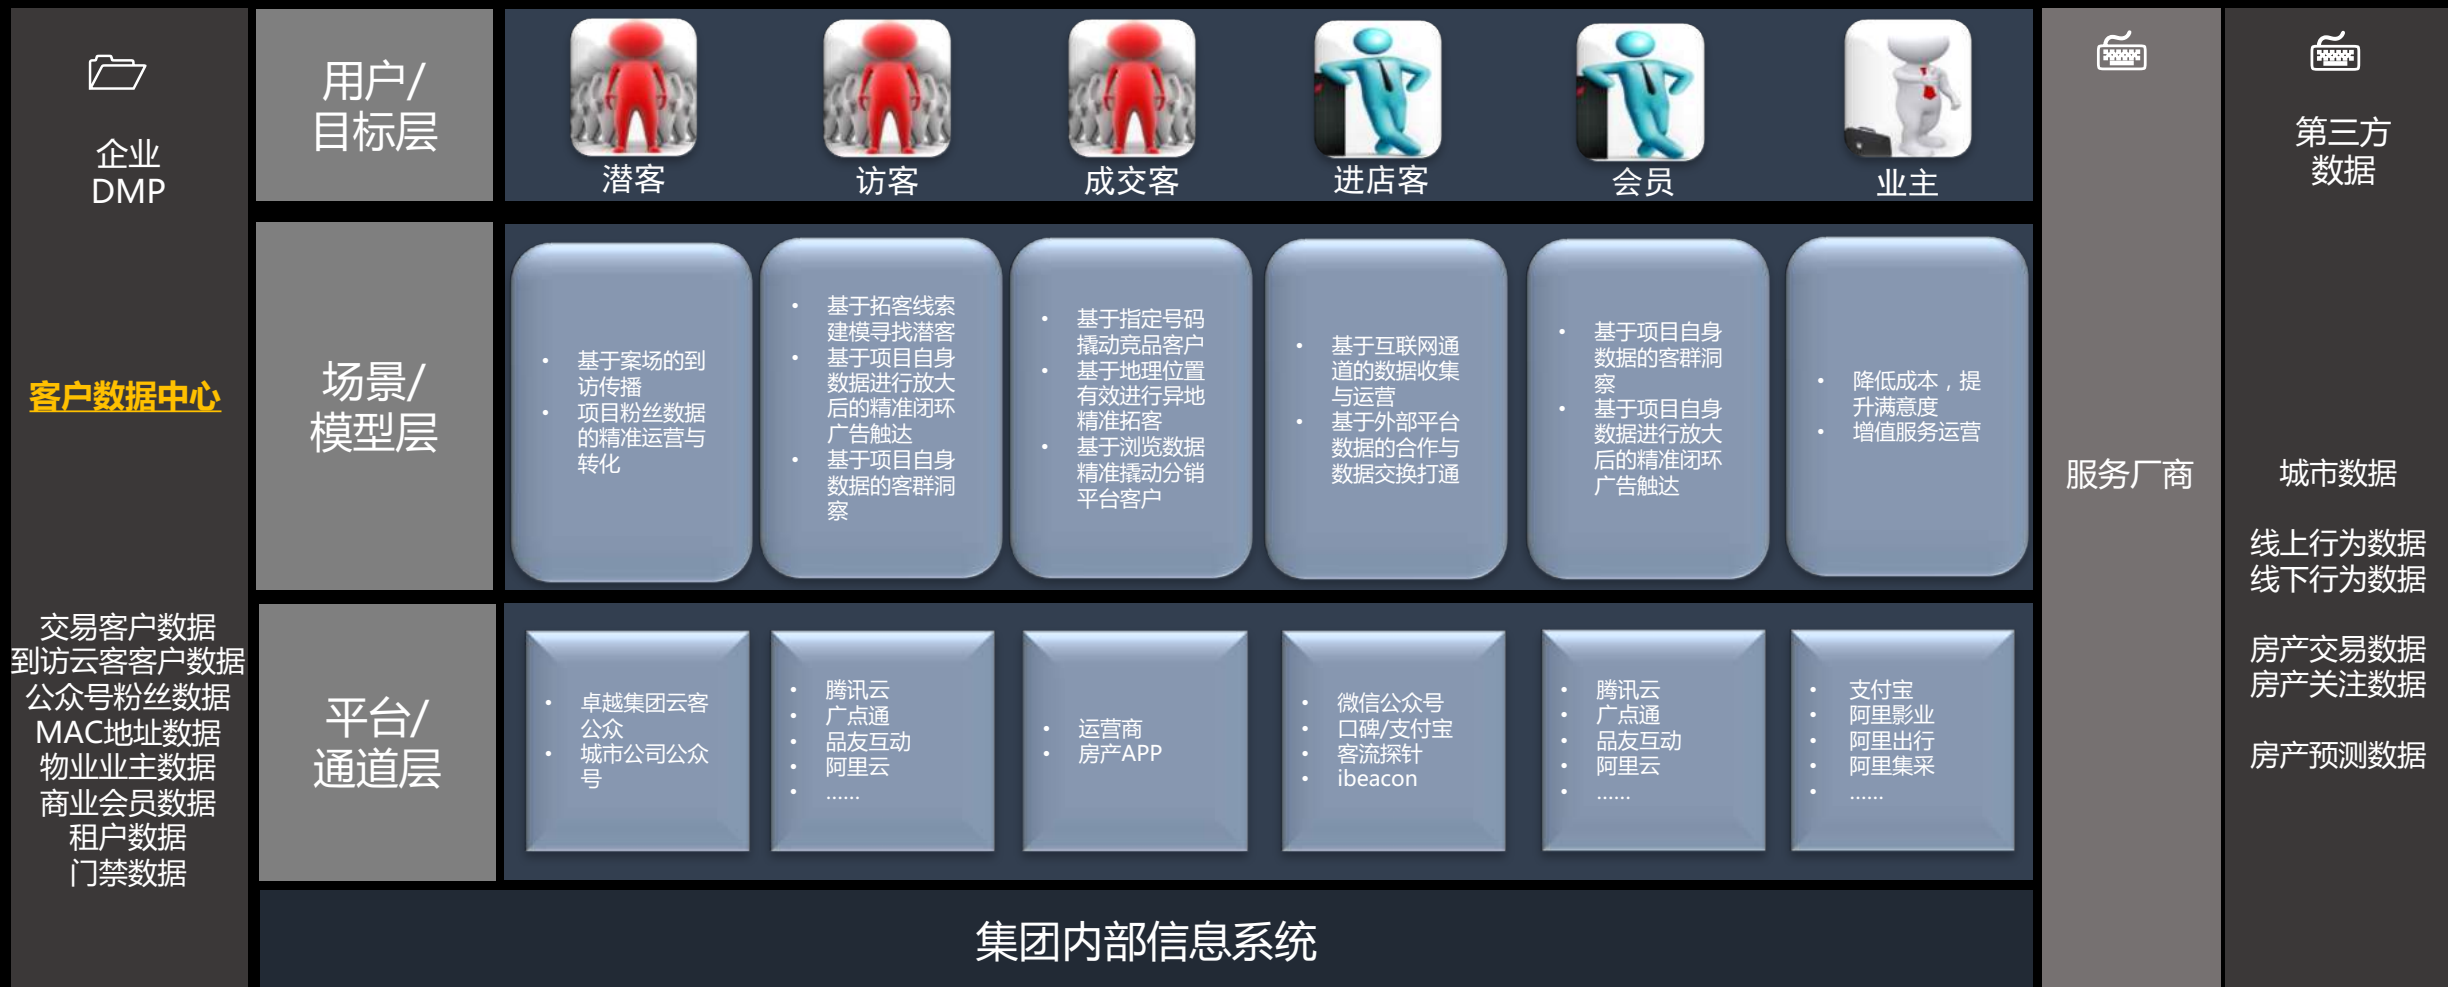 企业
DMP
客户数据中心
交易客户数据
到访云客客户数据
公众号粉丝数据
MAC地址数据
物业业主数据
商业会员数据
租户数据
门禁数据
用户/
目标层
潜客
访客
成交客
进店客
会员
业主
场景/
模型层
• 基于案场的到
访传播
• 项目粉丝数据
的精准运营与
转化
• 基于拓客线索
建模寻找潜客
• 基于项目自身
数据进行放大
后的精准闭环
广告触达
• 基于项目自身
数据的客群洞
察
• 基于指定号码
撬动竞品客户
• 基于地理位置
有效进行异地
精准拓客
• 基于浏览数据
精准撬动分销
平台客户
• 基于互联网通
道的数据收集
与运营
• 基于外部平台
数据的合作与
数据交换打通
• 基于项目自身
数据的客群洞
察
• 基于项目自身
数据进行放大
后的精准闭环
广告触达
• 降低成本，提
升满意度
• 增值服务运营
平台/
通道层
• 卓越集团云客
公众
• 城市公司公众
号
• 腾讯云
• 广点通
• 品友互动
• 阿里云
• ......
• 运营商
• 房产APP
• 微信公众号
• 口碑/支付宝
• 客流探针
• ibeacon
• 腾讯云
• 广点通
• 品友互动
• 阿里云
• ......
• 支付宝
• 阿里影业
• 阿里出行
• 阿里集采
• ......
集团内部信息系统
服务厂商
第三方
数据
城市数据
线上行为数据
线下行为数据
房产交易数据
房产关注数据
房产预测数据